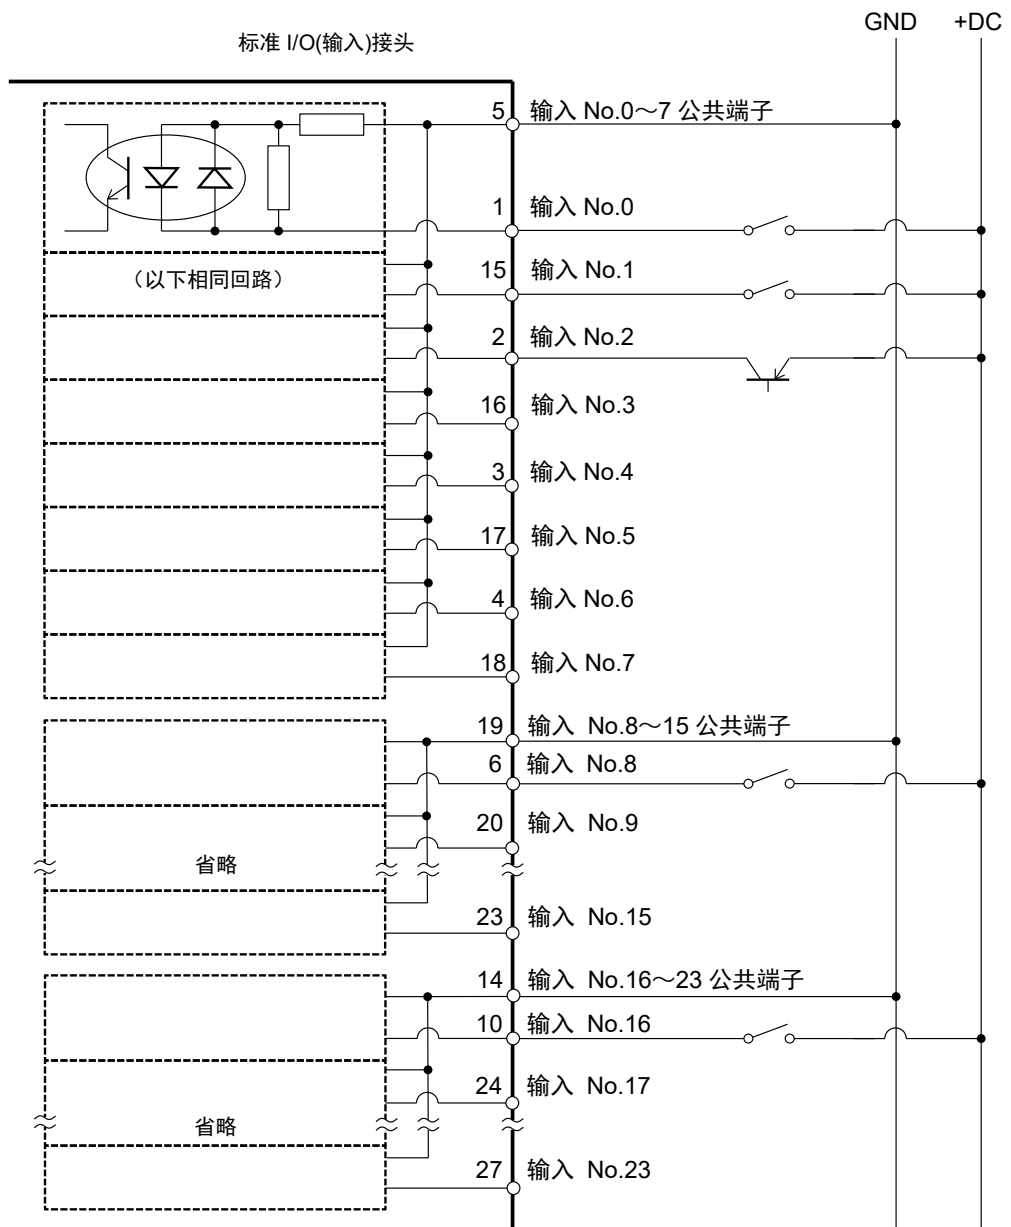 GND +DC
标准 I/O(输入)接头
5 输入 No.0～7 公共端子
1 输入 No.0
（以下相同回路）
15 输入 No.1
2 输入 No.2
16 输入 No.3
3 输入 No.4
17 输入 No.5
4 输入 No.6
18 输入 No.7
19 输入 No.8～15 公共端子
6 输入 No.8
20 输入 No.9
省略
23 输入 No.15
14 输入 No.16～23 公共端子
10 输入 No.16
24 输入 No.17
省略
27 输入 No.23